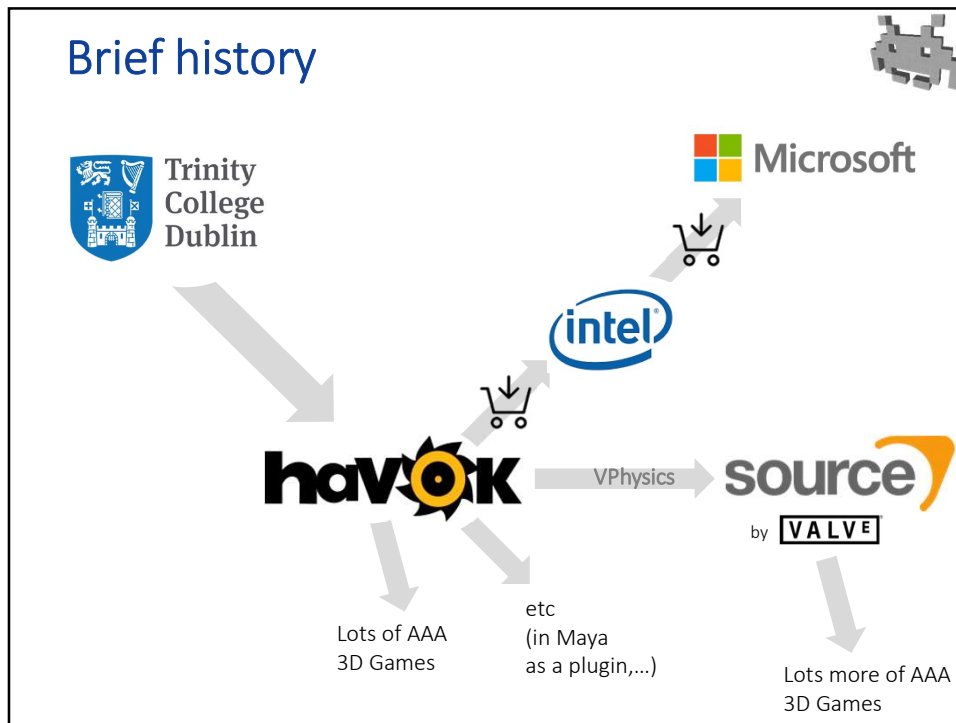 Brief history
Trinity
College
Dublin
Microsoft
intel®
havok
VPhysics
source
by VALVE
Lots of AAA
3D Games
etc
(in Maya
as a plugin,…)
Lots more of AAA
3D Games